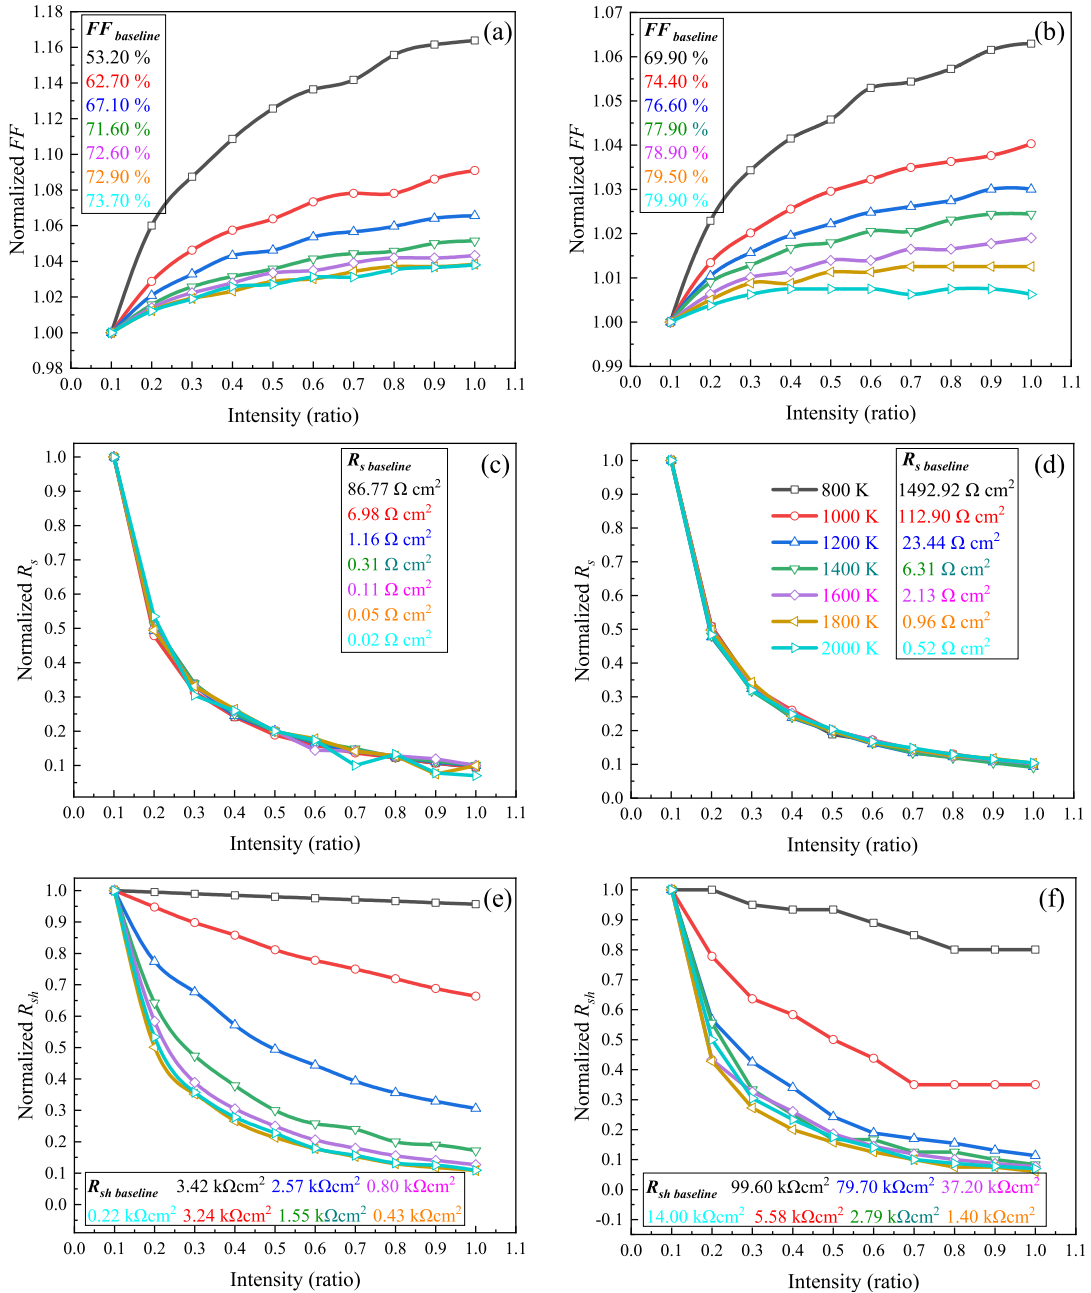 (a)
FF baseline
53.20 %
62.70 %
67.10 %
71.60 %
72.60 %
72.90 %
73.70 %
Normalized FF
1.18
1.16
1.14
1.12
1.10
1.08
1.06
1.04
1.02
1.00
0.98
0.0 0.1 0.2 0.3 0.4 0.5 0.6 0.7 0.8 0.9 1.0 1.1
Intensity (ratio)
(b)
FF baseline
69.90 %
74.40 %
76.60 %
77.90 %
78.90 %
79.50 %
79.90 %
Normalized FF
1.07
1.06
1.05
1.04
1.03
1.02
1.01
1.00
0.99
0.0 0.1 0.2 0.3 0.4 0.5 0.6 0.7 0.8 0.9 1.0 1.1
Intensity (ratio)
(c)
Rs baseline
86.77 Ω cm²
6.98 Ω cm²
1.16 Ω cm²
0.31 Ω cm²
0.11 Ω cm²
0.05 Ω cm²
0.02 Ω cm²
Normalized Rs
1.0
0.9
0.8
0.7
0.6
0.5
0.4
0.3
0.2
0.1
0.0 0.1 0.2 0.3 0.4 0.5 0.6 0.7 0.8 0.9 1.0 1.1
Intensity (ratio)
(d)
Rs baseline
800 K 1492.92 Ω cm²
1000 K 112.90 Ω cm²
1200 K 23.44 Ω cm²
1400 K 6.31 Ω cm²
1600 K 2.13 Ω cm²
1800 K 0.96 Ω cm²
2000 K 0.52 Ω cm²
Normalized Rs
1.0
0.9
0.8
0.7
0.6
0.5
0.4
0.3
0.2
0.1
0.0 0.1 0.2 0.3 0.4 0.5 0.6 0.7 0.8 0.9 1.0 1.1
Intensity (ratio)
(e)
Normalized Rsh
1.0
0.9
0.8
0.7
0.6
0.5
0.4
0.3
0.2
0.1
0.0
Rsh baseline 3.42 kΩcm² 2.57 kΩcm² 0.80 kΩcm²
0.22 kΩcm² 3.24 kΩcm² 1.55 kΩcm² 0.43 kΩcm²
0.0 0.1 0.2 0.3 0.4 0.5 0.6 0.7 0.8 0.9 1.0 1.1
Intensity (ratio)
(f)
Normalized Rsh
1.0
0.9
0.8
0.7
0.6
0.5
0.4
0.3
0.2
0.1
0.0
-0.1
Rsh baseline 99.60 kΩcm² 79.70 kΩcm² 37.20 kΩcm²
14.00 kΩcm² 5.58 kΩcm² 2.79 kΩcm² 1.40 kΩcm²
0.0 0.1 0.2 0.3 0.4 0.5 0.6 0.7 0.8 0.9 1.0 1.1
Intensity (ratio)